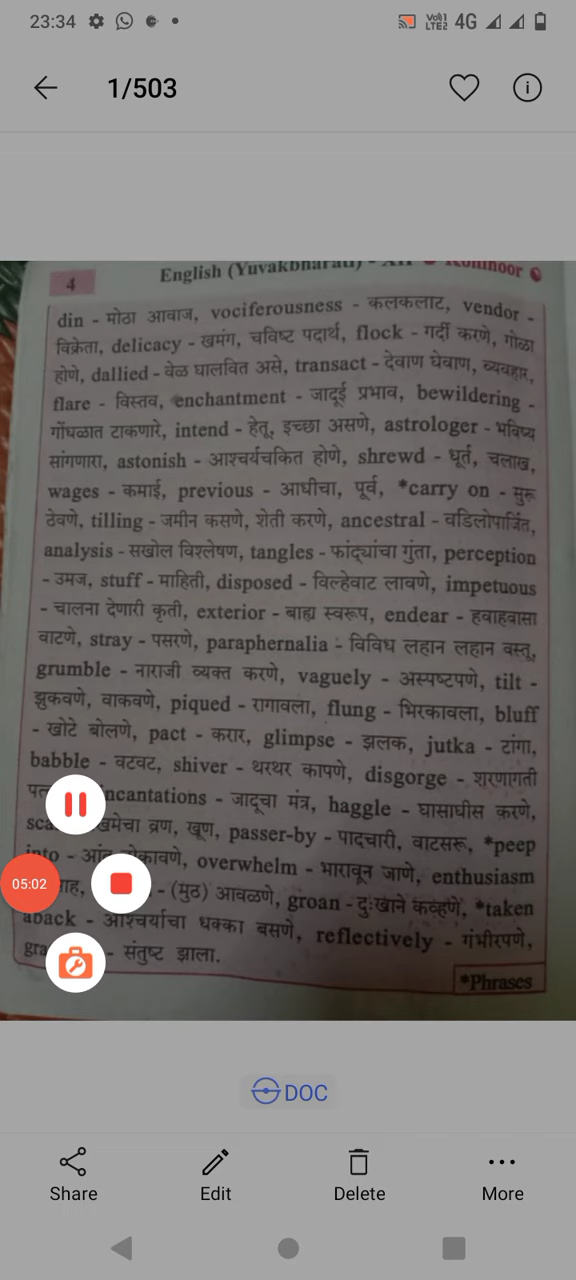 23:34
Vo)) 1
LTE2 4G
1/503
4 English (Yuvakbharati) - XII Kohinoor
din - मोठा आवाज, vociferousness - कलकलाट, vendor -
विक्रेता, delicacy - खमंग, चविष्ट पदार्थ, flock - गर्दी करणे, गोळा
होणे, dallied - वेळ घालवित असे, transact - देवाण घेवाण, व्यवहार,
flare - विस्तव, enchantment - जादूई प्रभाव, bewildering -
गोंधळात टाकणारे, intend - हेतू, इच्छा असणे, astrologer - भविष्य
सांगणारा, astonish - आश्चर्यचकित होणे, shrewd - धूर्त, चलाख,
wages - कमाई, previous - आधीचा, पूर्व, *carry on - सुरू
ठेवणे, tilling - जमीन कसणे, शेती करणे, ancestral - वडिलोपार्जित,
analysis - सखोल विश्लेषण, tangles - फांद्यांचा गुंता, perception
- उमज, stuff - माहिती, disposed - विल्हेवाट लावणे, impetuous
- चालना देणारी कृती, exterior - बाह्य स्वरूप, endear - हवाहवासा
वाटणे, stray - पसरणे, paraphernalia - विविध लहान लहान वस्तू,
grumble - नाराजी व्यक्त करणे, vaguely - अस्पष्टपणे, tilt -
झुकवणे, वाकवणे, piqued - रागावला, flung - भिरकावला, bluff
- खोटे बोलणे, pact - करार, glimpse - झलक, jutka - टांगा,
babble - वटवट, shiver - थरथर कापणे, disgorge - शरणागती
incantations - जादूचा मंत्र, haggle - घासाघीस करणे,
व्रण, खूण, passer-by - पादचारी, वाटसरू, *peep
into - डोकावणे, overwhelm - भारावून जाणे, enthusiasm
05:02
- (मुठ) आवळणे, groan - दुःखाने कण्हणे, *taken
aback - आश्चर्याचा धक्का बसणे, reflectively - गंभीरपणे,
- संतुष्ट झाला.
*Phrases
DOC
Share Edit Delete More